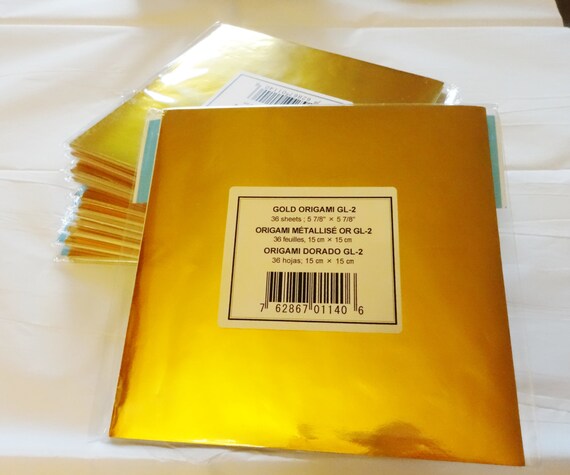 GOLD ORIGAMI GL-2
36 sheets ; 5 7/8" × 5 7/8"
ORIGAMI MÉTALLISÉ OR GL-2
36 feuilles, 15 cm × 15 cm
ORIGAMI DORADO GL-2
36 hojas; 15 cm × 15 cm
7 62867 01140 6